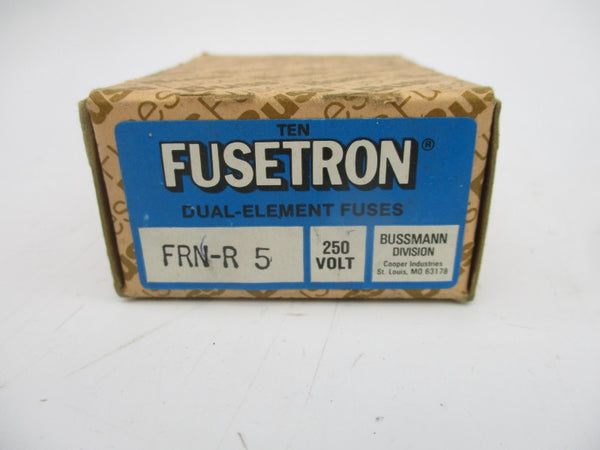 TEN
FUSETRON®
DUAL-ELEMENT FUSES
FRN-R 5
250
VOLT
BUSSMANN
DIVISION
Cooper Industries
St. Louis, MO 63178